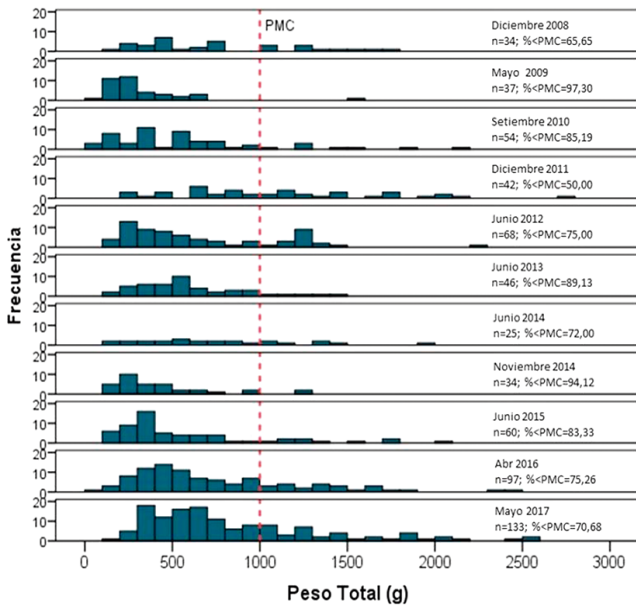 PMC
Diciembre 2008
n=34; %<PMC=65,65
20
10
0
Mayo 2009
n=37; %<PMC=97,30
20
10
0
Setiembre 2010
n=54; %<PMC=85,19
20
10
0
Diciembre 2011
n=42; %<PMC=50,00
20
10
0
Junio 2012
n=68; %<PMC=75,00
20
10
0
Junio 2013
n=46; %<PMC=89,13
20
10
0
Junio 2014
n=25; %<PMC=72,00
20
10
0
Noviembre 2014
n=34; %<PMC=94,12
20
10
0
Junio 2015
n=60; %<PMC=83,33
20
10
0
Abr 2016
n=97; %<PMC=75,26
20
10
0
Mayo 2017
n=133; %<PMC=70,68
20
10
0
Frecuencia
0 500 1000 1500 2000 2500 3000
Peso Total (g)